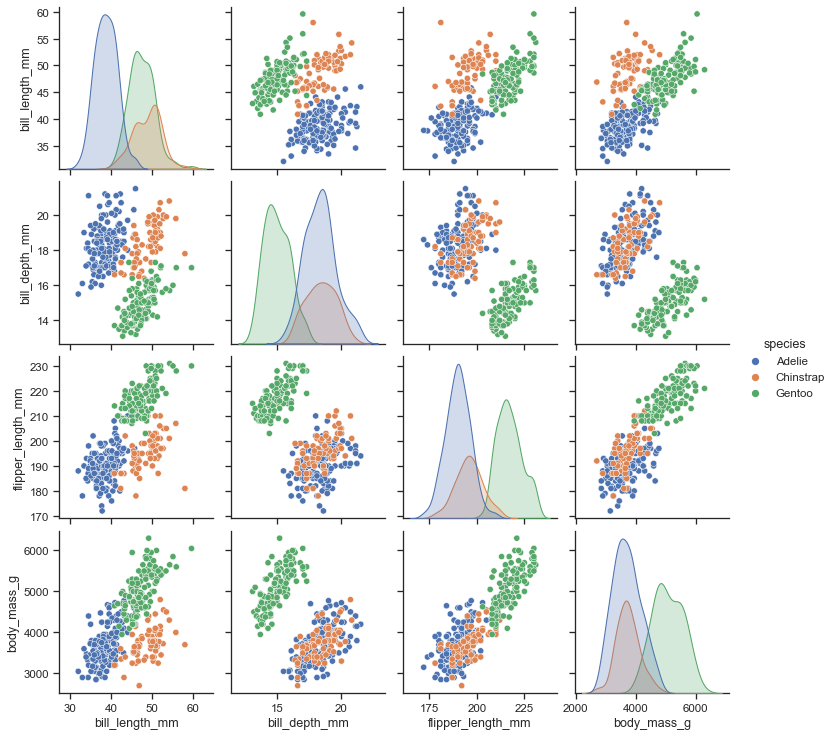 60
55
50
45
40
35
bill_length_mm
20
18
16
14
bill_depth_mm
species
Adelie
Chinstrap
Gentoo
230
220
210
200
190
180
170
flipper_length_mm
6000
5000
4000
3000
body_mass_g
30 40 50 60
bill_length_mm
15 20
bill_depth_mm
175 200 225
flipper_length_mm
2000 4000 6000
body_mass_g